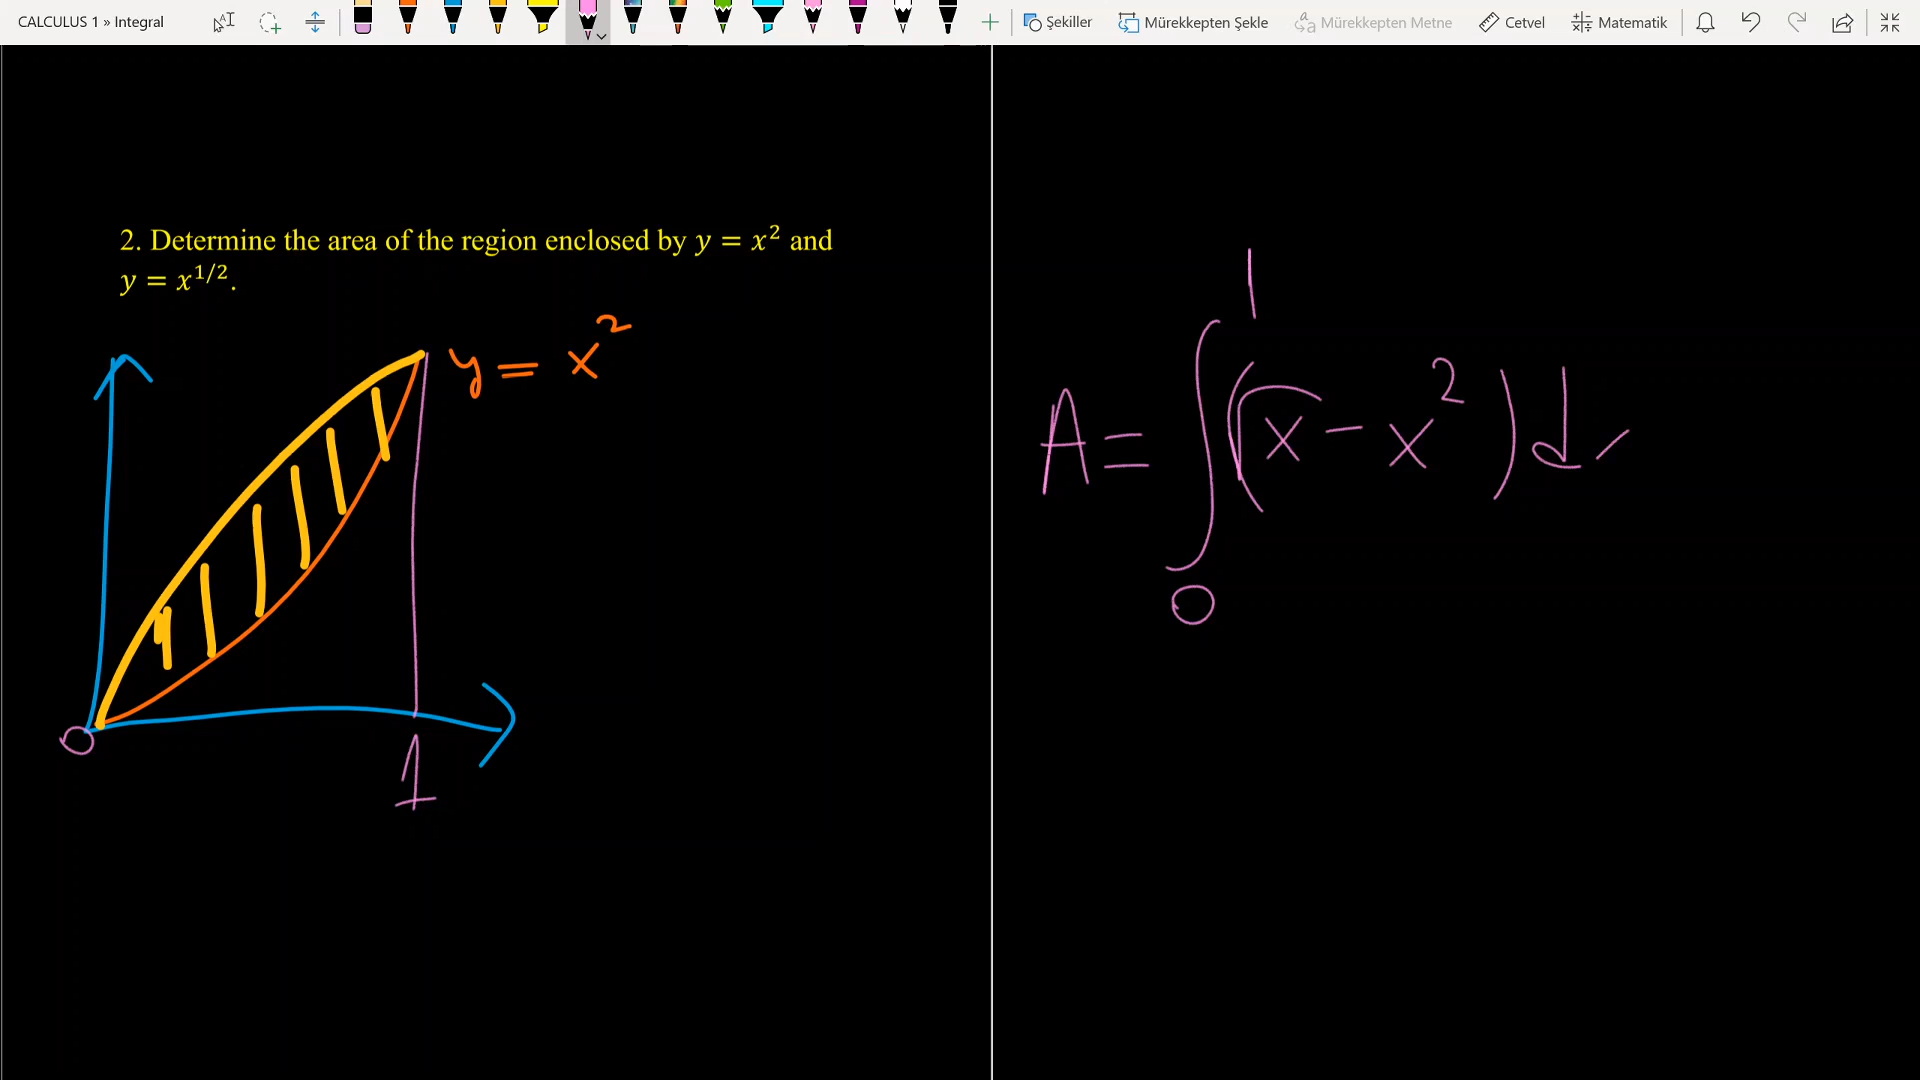 CALCULUS 1 » Integral
Şekiller
Mürekkepten Şekle
Mürekkepten Metne
Cetvel
Matematik
2. Determine the area of the region enclosed by y = x² and
y = x^{1/2}.
y = x²
0
1
A = ∫₀¹ (√x - x²) d